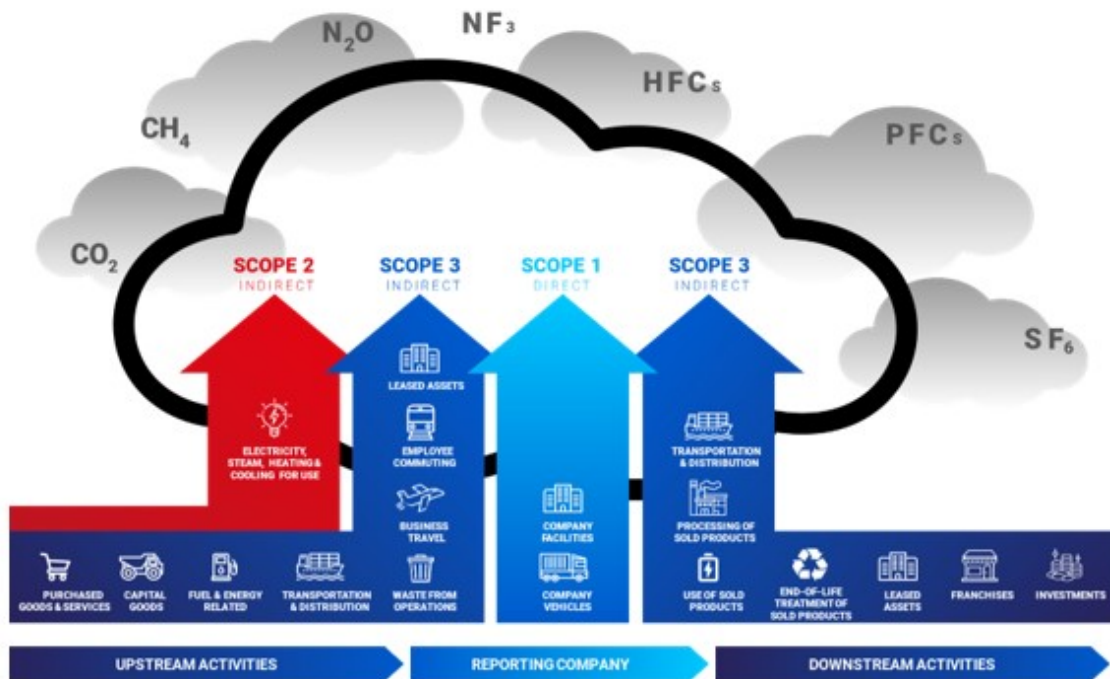 N₂O
NF₃
HFCs
CH₄
PFCs
CO₂
SF₆
SCOPE 2
INDIRECT
SCOPE 3
INDIRECT
SCOPE 1
DIRECT
SCOPE 3
INDIRECT
ELECTRICITY,
STEAM, HEATING &
COOLING FOR USE
LEASED ASSETS
EMPLOYEE
COMMUTING
BUSINESS
TRAVEL
WASTE FROM
OPERATIONS
COMPANY
FACILITIES
COMPANY
VEHICLES
TRANSPORTATION
& DISTRIBUTION
PROCESSING OF
SOLD PRODUCTS
USE OF SOLD
PRODUCTS
PURCHASED
GOODS & SERVICES
CAPITAL
GOODS
FUEL & ENERGY
RELATED
TRANSPORTATION
& DISTRIBUTION
END-OF-LIFE
TREATMENT OF
SOLD PRODUCTS
LEASED
ASSETS
FRANCHISES
INVESTMENTS
UPSTREAM ACTIVITIES
REPORTING COMPANY
DOWNSTREAM ACTIVITIES